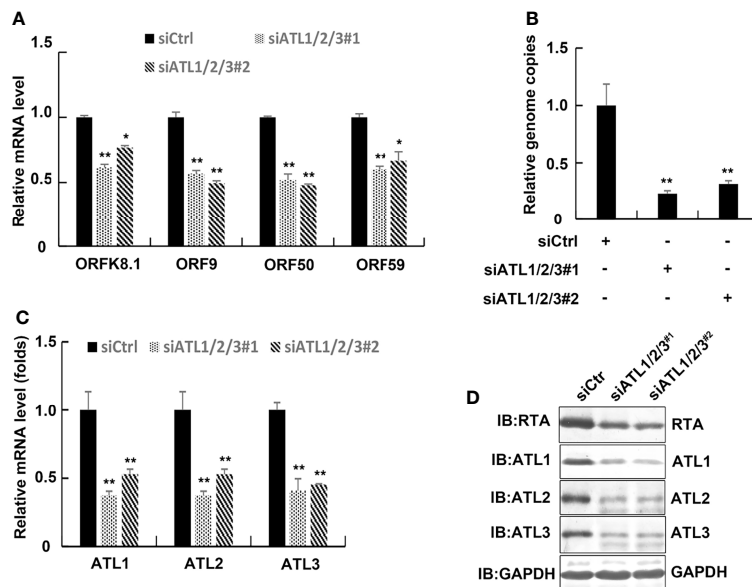 A
siCtrl siATL1/2/3#1
siATL1/2/3#2
Relative mRNA level
1.5
1.0
0.5
0
** * ** ** ** ** ** *
ORFK8.1 ORF9 ORF50 ORF59
B
Relative genome copies
1.5
1.0
0.5
0
** **
siCtrl + - -
siATL1/2/3#1 - + -
siATL1/2/3#2 - - +
C
siCtrl siATL1/2/3#1 siATL1/2/3#2
Relative mRNA level (folds)
1.5
1.0
0.5
0
** ** ** ** ** **
ATL1 ATL2 ATL3
D
siCtr siATL1/2/3#1 siATL1/2/3#2
IB:RTA RTA
IB:ATL1 ATL1
IB:ATL2 ATL2
IB:ATL3 ATL3
IB:GAPDH GAPDH